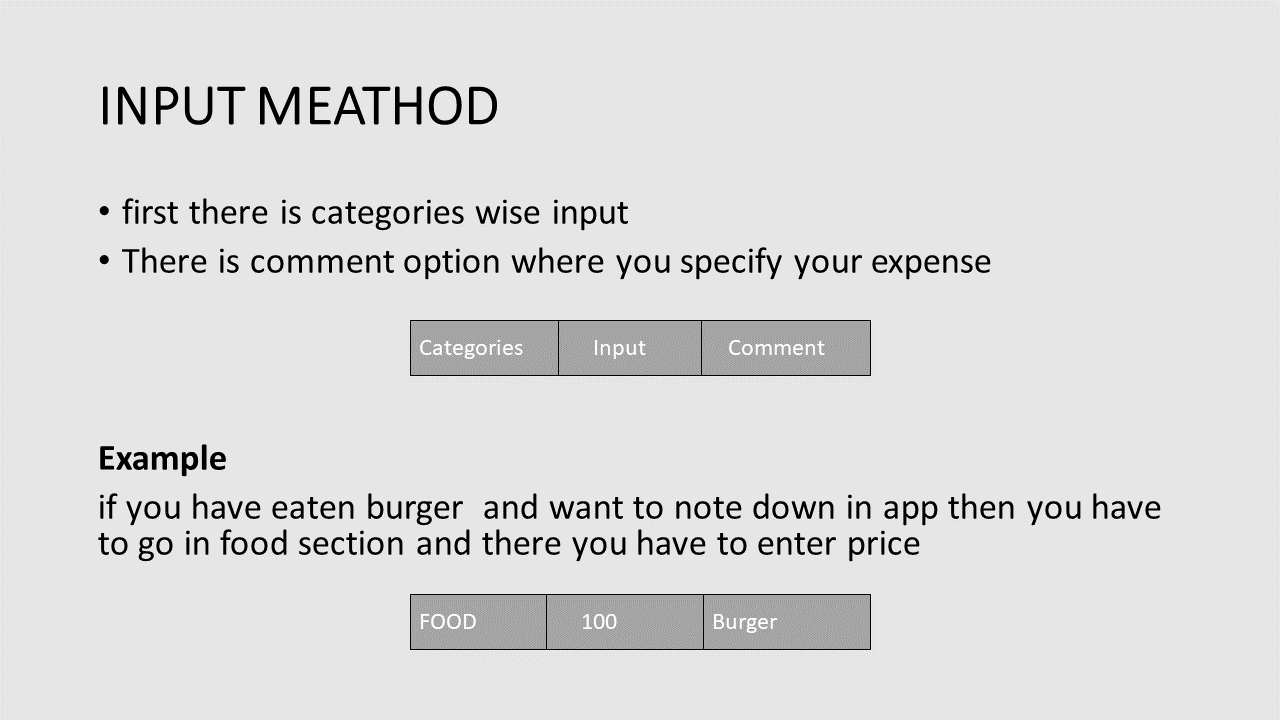 INPUT MEATHOD
• first there is categories wise input
• There is comment option where you specify your expense
Categories Input Comment
Example
if you have eaten burger  and want to note down in app then you have
to go in food section and there you have to enter price
FOOD 100 Burger